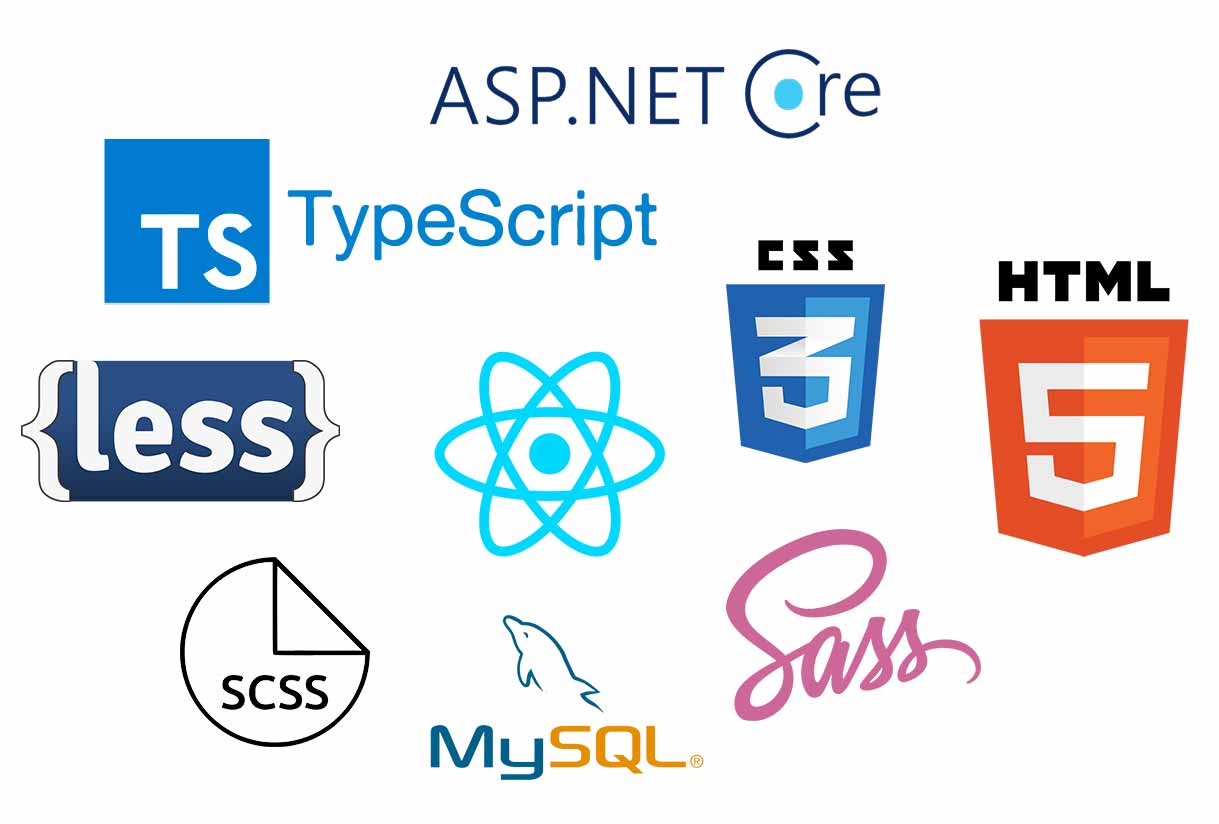 ASP.NET Core
TS TypeScript
CSS
3
HTML
5
{less}
SCSS
Sass
MySQL®